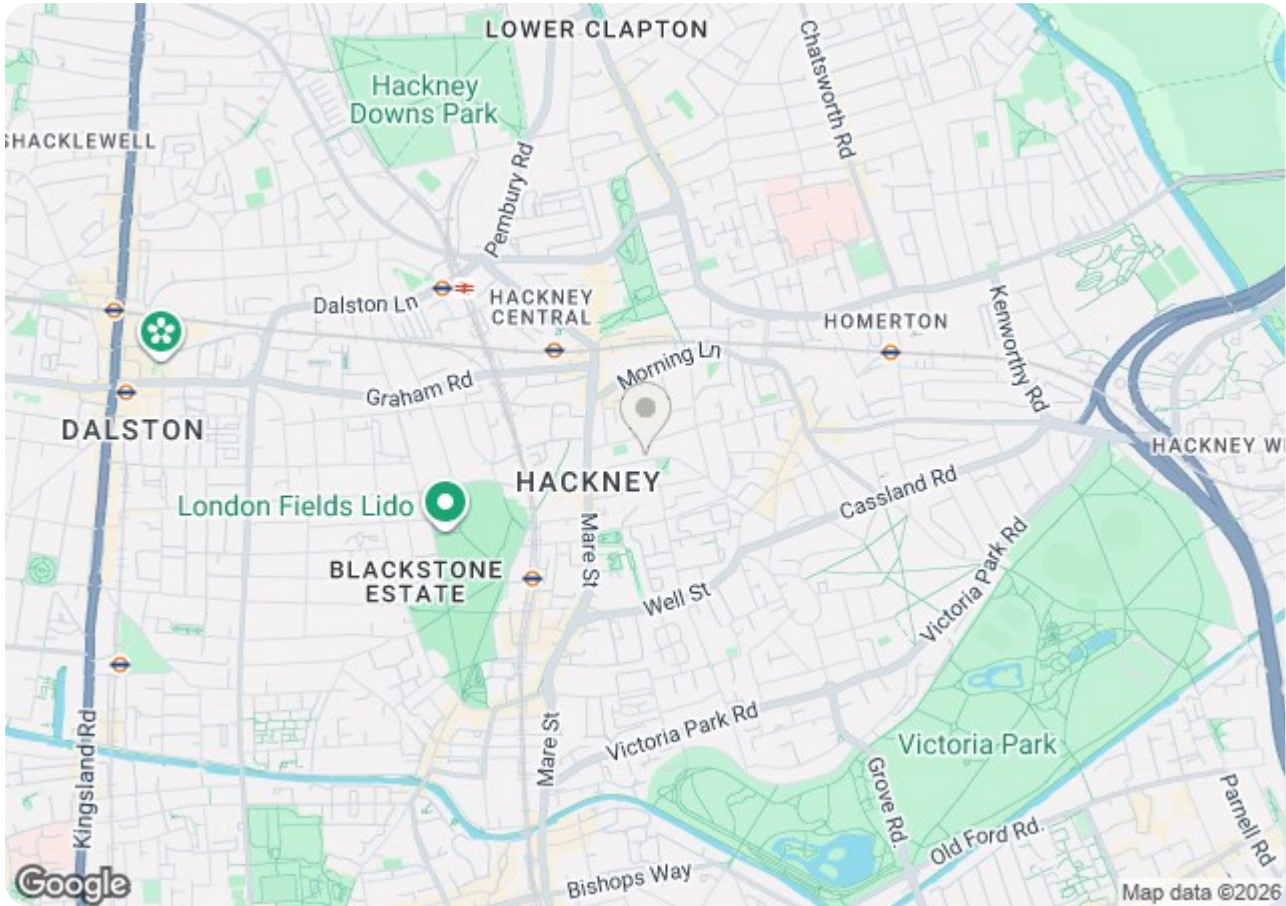 LOWER CLAPTON
Hackney
Downs Park
Chatsworth Rd
SHACKLEWELL
Pembury Rd
Dalston Ln
HACKNEY
CENTRAL
HOMERTON
Kenworthy Rd
Morning Ln
Graham Rd
DALSTON
HACKNEY WI
HACKNEY
Cassland Rd
London Fields Lido
Mare St
BLACKSTONE
ESTATE
Well St
Victoria Park Rd
Victoria Park Rd
Mare St
Kingsland Rd
Victoria Park
Grove Rd.
Parnell Rd
Old Ford Rd.
Bishops Way
Google
Map data ©2026